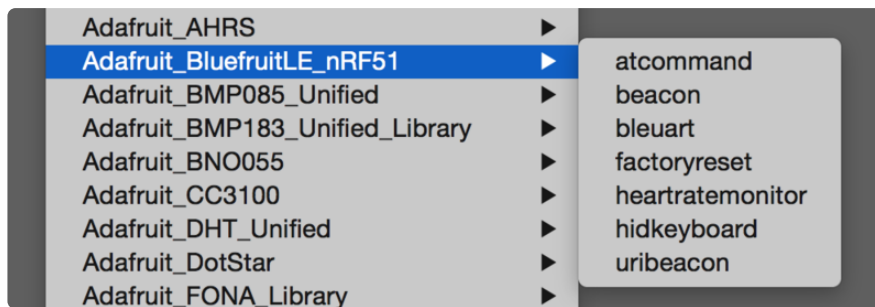 Adafruit_AHRS
Adafruit_BluefruitLE_nRF51
Adafruit_BMP085_Unified
Adafruit_BMP183_Unified_Library
Adafruit_BNO055
Adafruit_CC3100
Adafruit_DHT_Unified
Adafruit_DotStar
Adafruit_FONA_Library
atcommand
beacon
bleuart
factoryreset
heartratemonitor
hidkeyboard
uribeacon